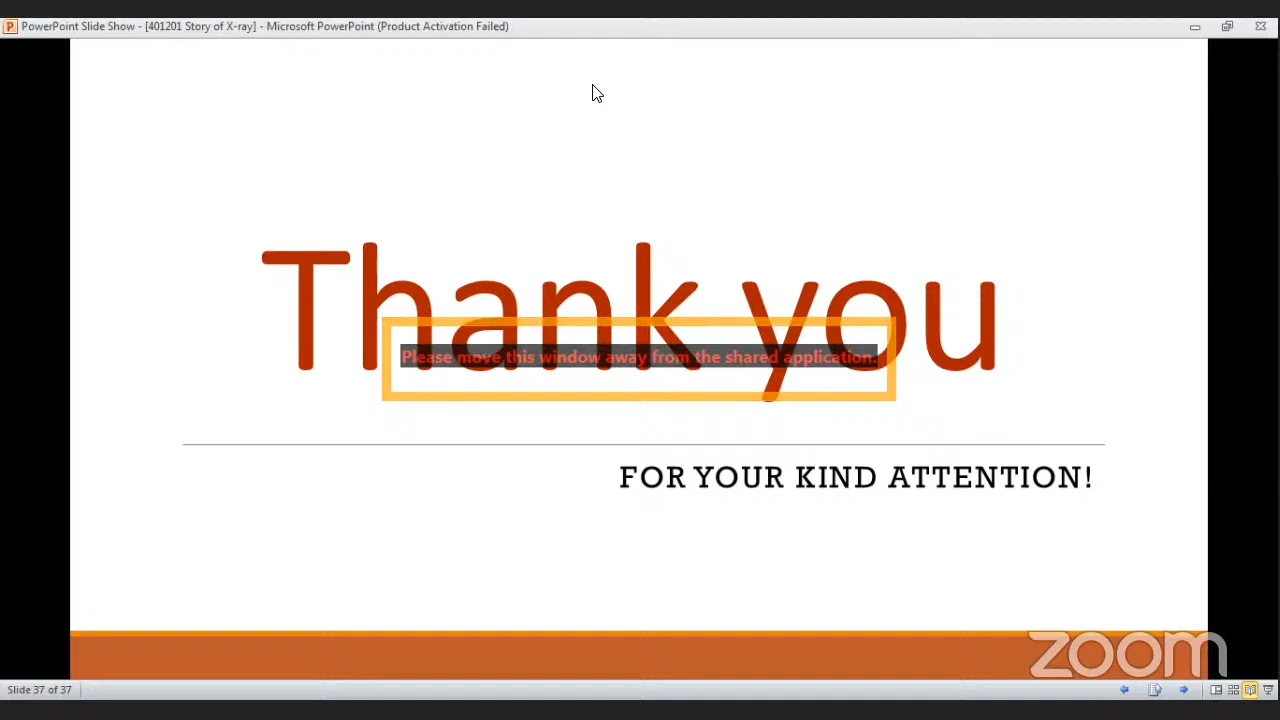 PowerPoint Slide Show - [401201 Story of X-ray] - Microsoft PowerPoint (Product Activation Failed)
Thank you
Please move this window away from the shared application.
FOR YOUR KIND ATTENTION!
zoom
Slide 37 of 37